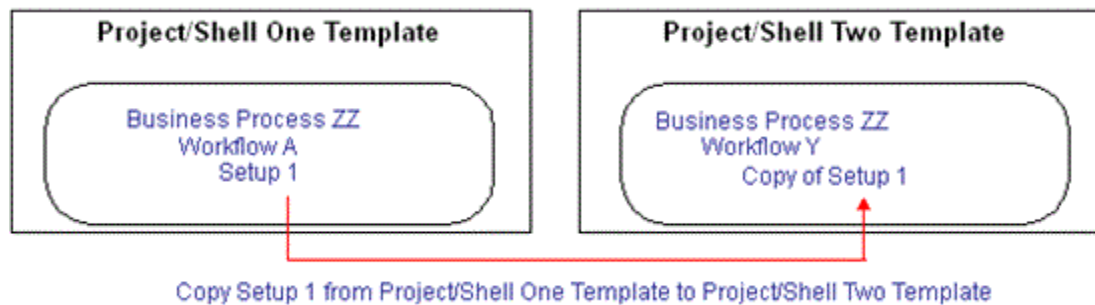 Project/Shell One Template
Business Process ZZ
Workflow A
Setup 1
Project/Shell Two Template
Business Process ZZ
Workflow Y
Copy of Setup 1
Copy Setup 1 from Project/Shell One Template to Project/Shell Two Template